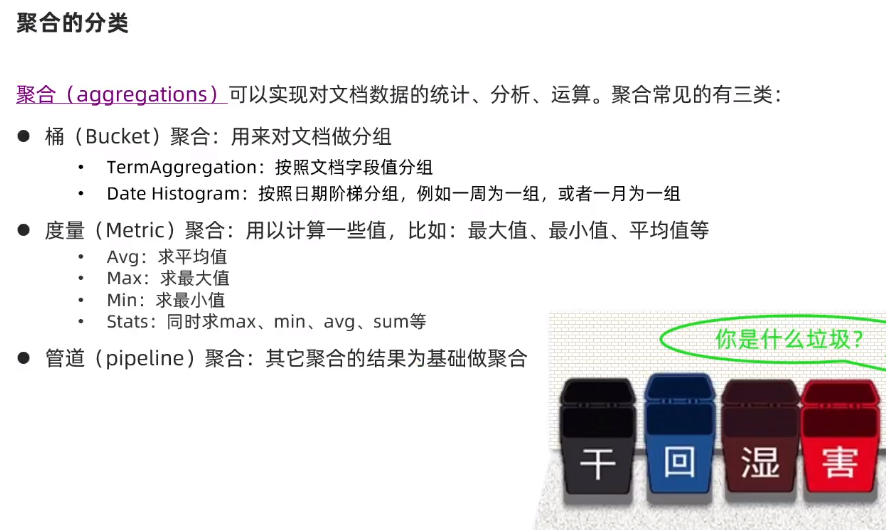 聚合的分类
聚合（aggregations）可以实现对文档数据的统计、分析、运算。聚合常见的有三类：
● 桶（Bucket）聚合：用来对文档做分组
• TermAggregation：按照文档字段值分组
• Date Histogram：按照日期阶梯分组，例如一周为一组，或者一月为一组
● 度量（Metric）聚合：用以计算一些值，比如：最大值、最小值、平均值等
• Avg：求平均值
• Max：求最大值
• Min：求最小值
• Stats：同时求max、min、avg、sum等
● 管道（pipeline）聚合：其它聚合的结果为基础做聚合
你是什么垃圾？
干 回 湿 害